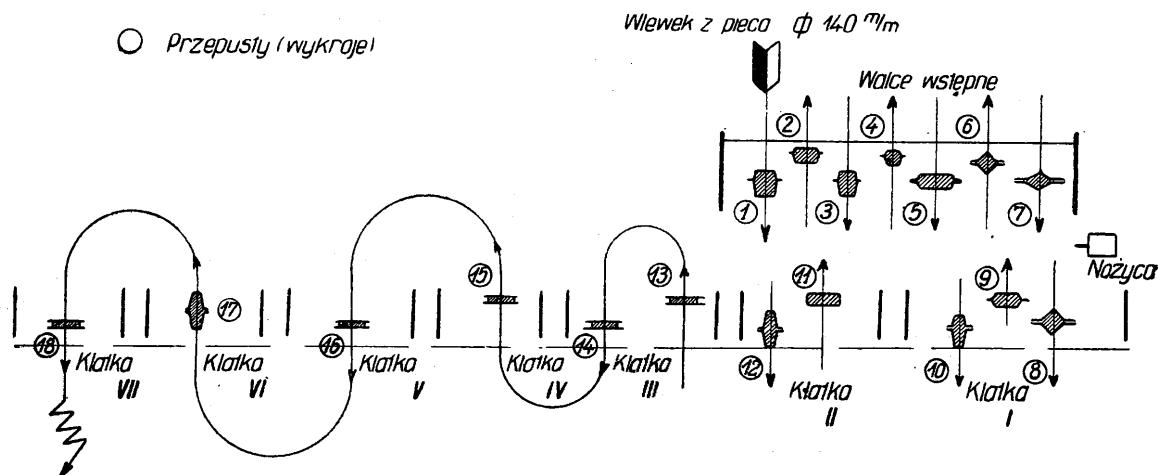 Przepusty (wykroje)
Wlewek z pieca ф 140 m/m
Walce wstępne
2
4
6
1
3
5
7
Nożyca
15
13
11
9
17
18
Klatka
VII
Klatka
VI
16
Klatka
V
Klatka
IV
14
Klatka
III
12
Klatka
II
10
Klatka
I
8